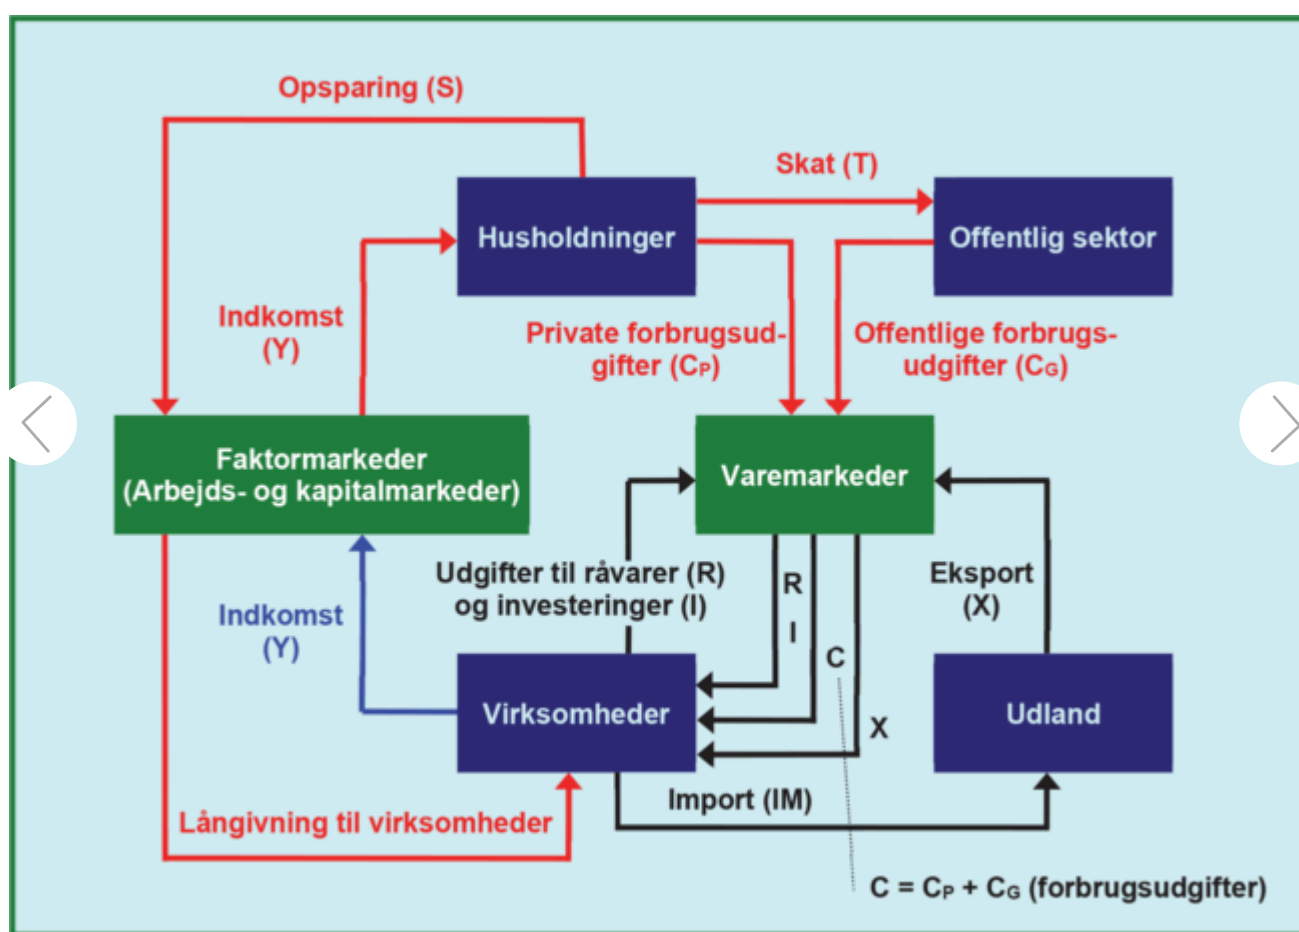 Opsparing (S)
Skat (T)
Husholdninger
Offentlig sektor
Indkomst
(Y)
Private forbrugsud-
gifter (CP)
Offentlige forbrugs-
udgifter (CG)
Faktormarkeder
(Arbejds- og kapitalmarkeder)
Varemarkeder
Udgifter til råvarer (R)
og investeringer (I)
R
I
C
X
Eksport
(X)
Indkomst
(Y)
Virksomheder
Udland
Import (IM)
Långivning til virksomheder
C = CP + CG (forbrugsudgifter)